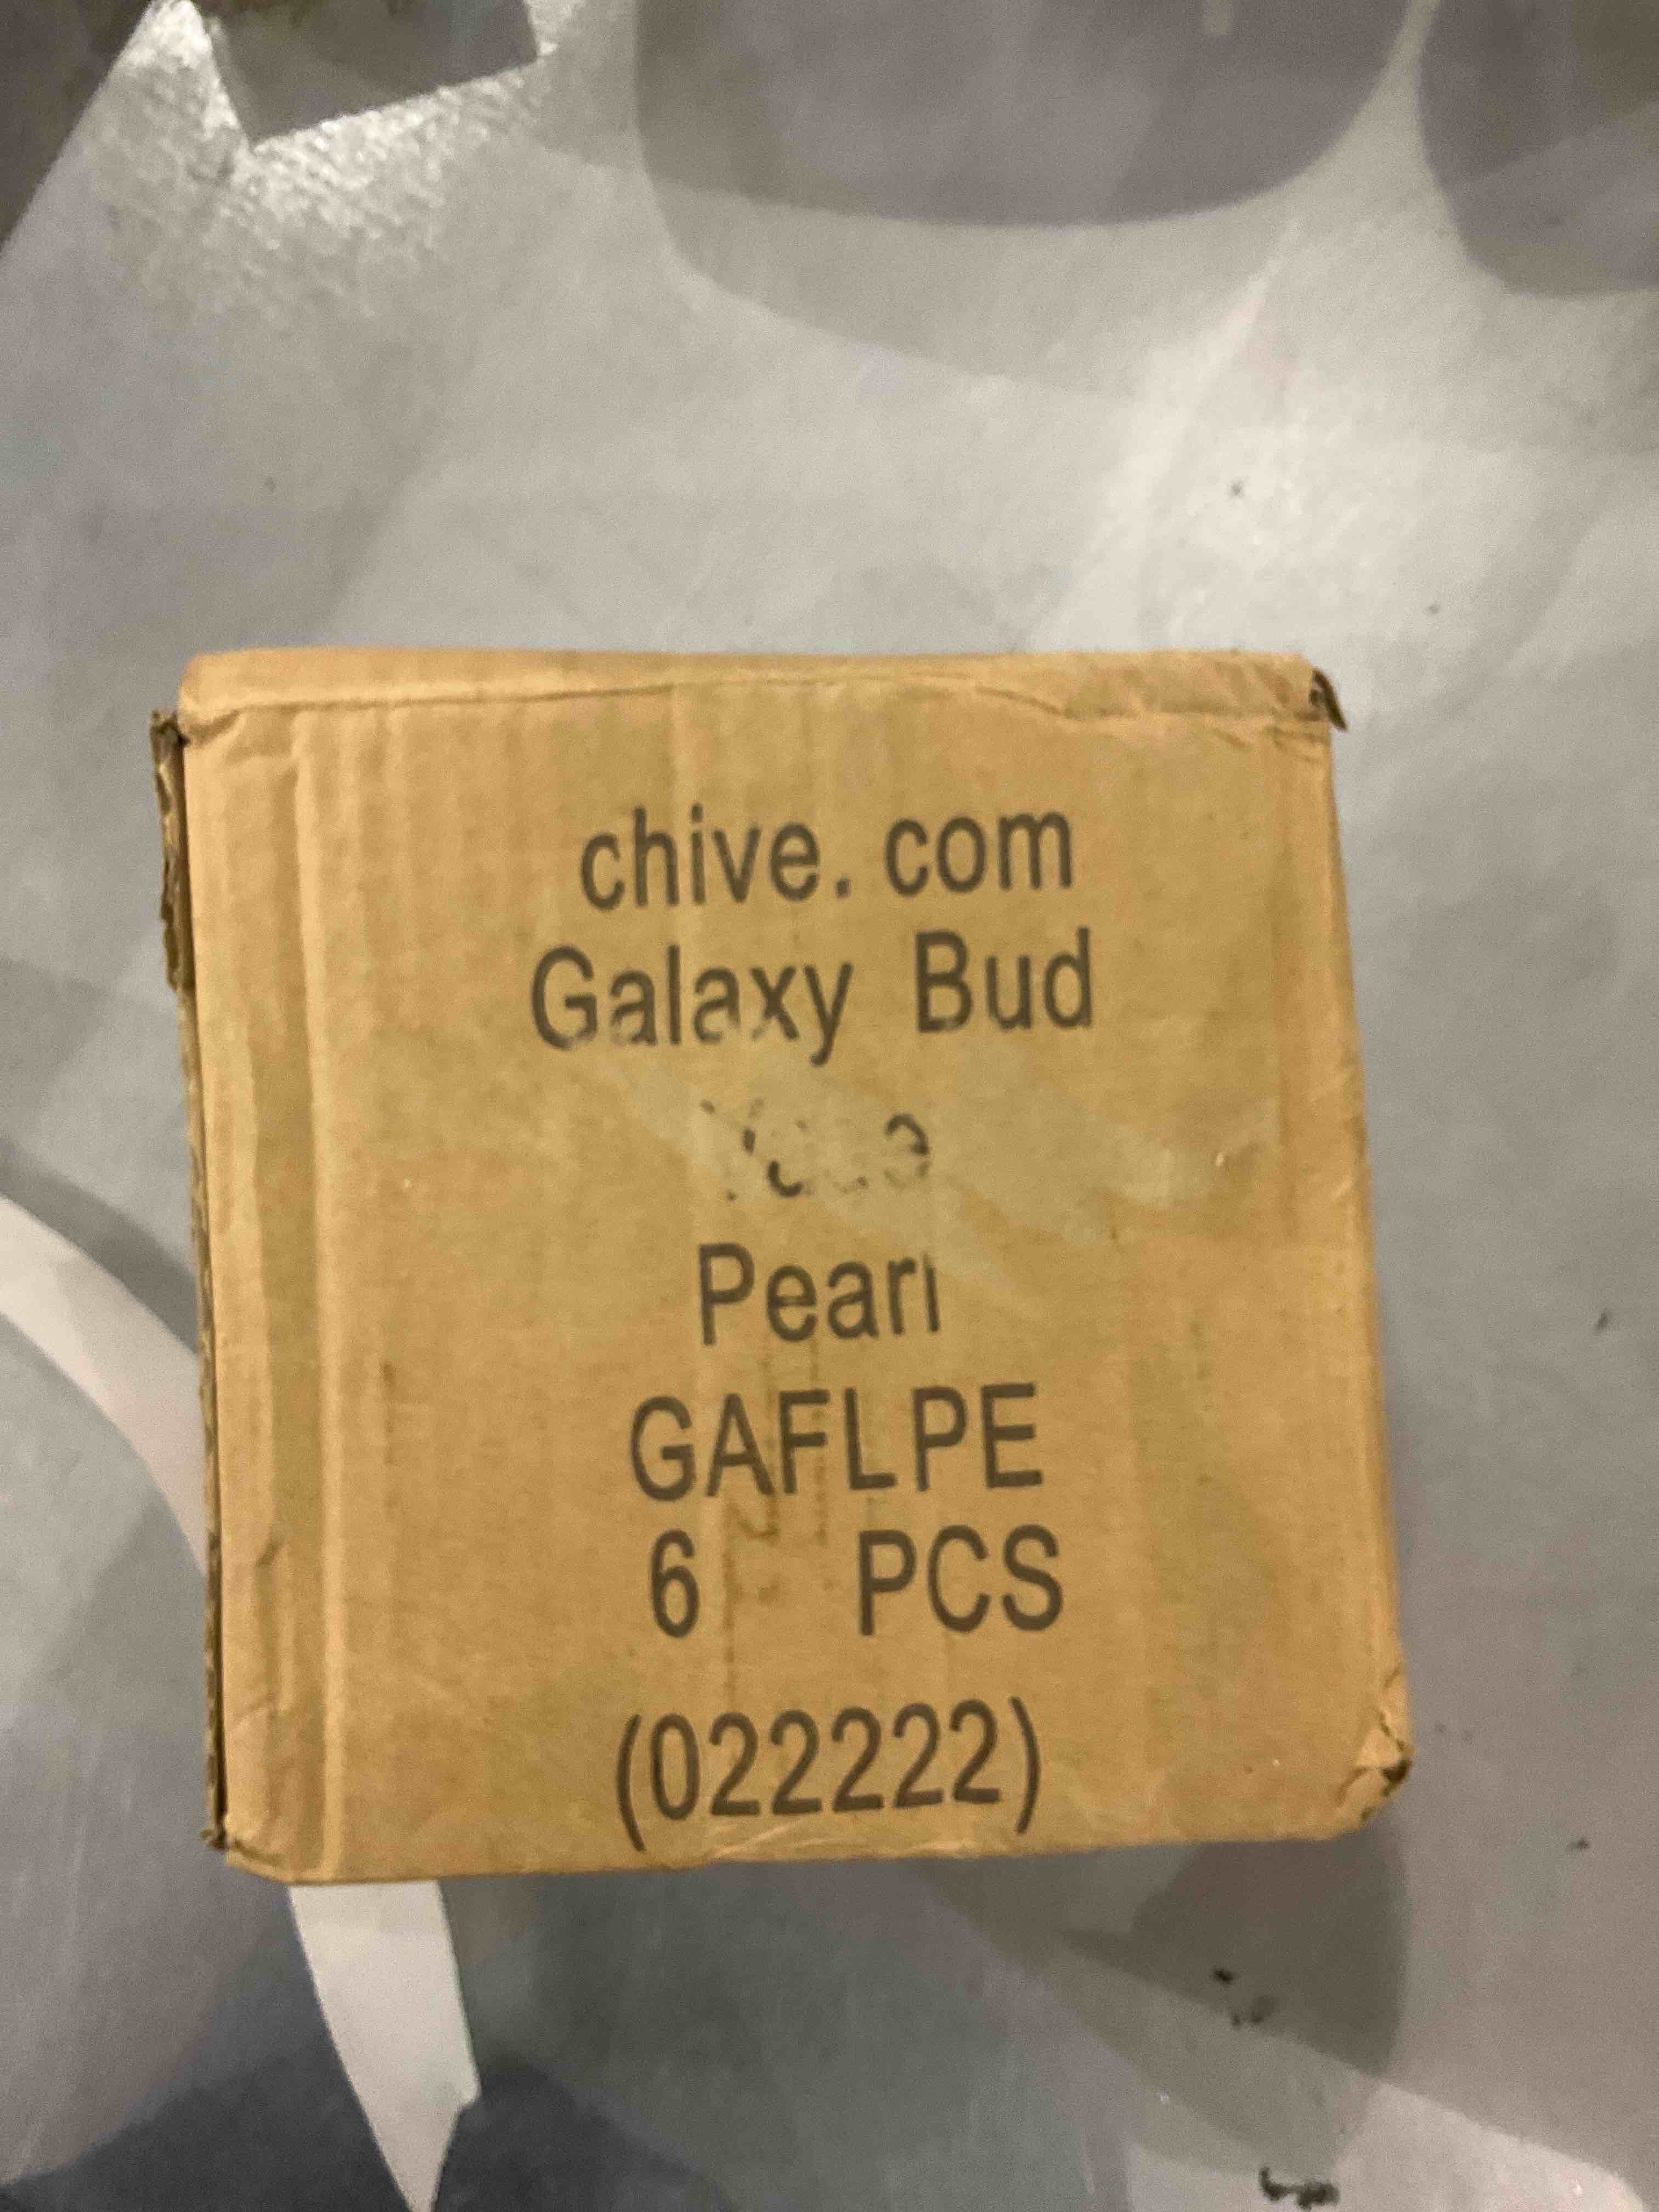 chive.com
Galaxy Bud
Pearl
GAFLPE
6 PCS
(022222)